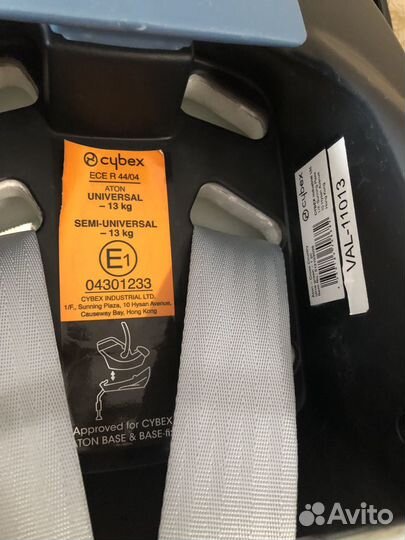 cybex
ECE R 44/04
ATON
UNIVERSAL
– 13 kg
SEMI-UNIVERSAL
– 13 kg
E1
04301233
CYBEX INDUSTRIAL LTD.
1/F., Sunning Plaza, 10 Hysan Avenue,
Causeway Bay, Hong Kong
Approved for CYBEX
ATON BASE & BASE-fix
cybex
VAL-11013
Avito